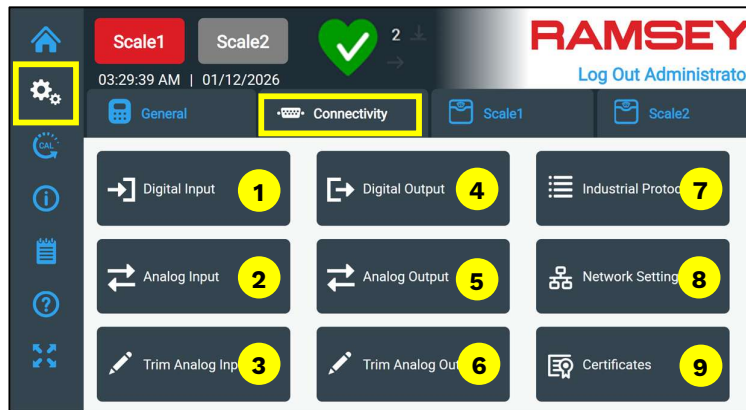 Scale1
Scale2
2
RAMSEY
03:29:39 AM | 01/12/2026
Log Out Administrato
General
Connectivity
Scale1
Scale2
CAL
Digital Input
1
Digital Output
4
Industrial Protoc
7
Analog Input
2
Analog Output
5
Network Setting
8
Trim Analog Inp
3
Trim Analog Out
6
Certificates
9